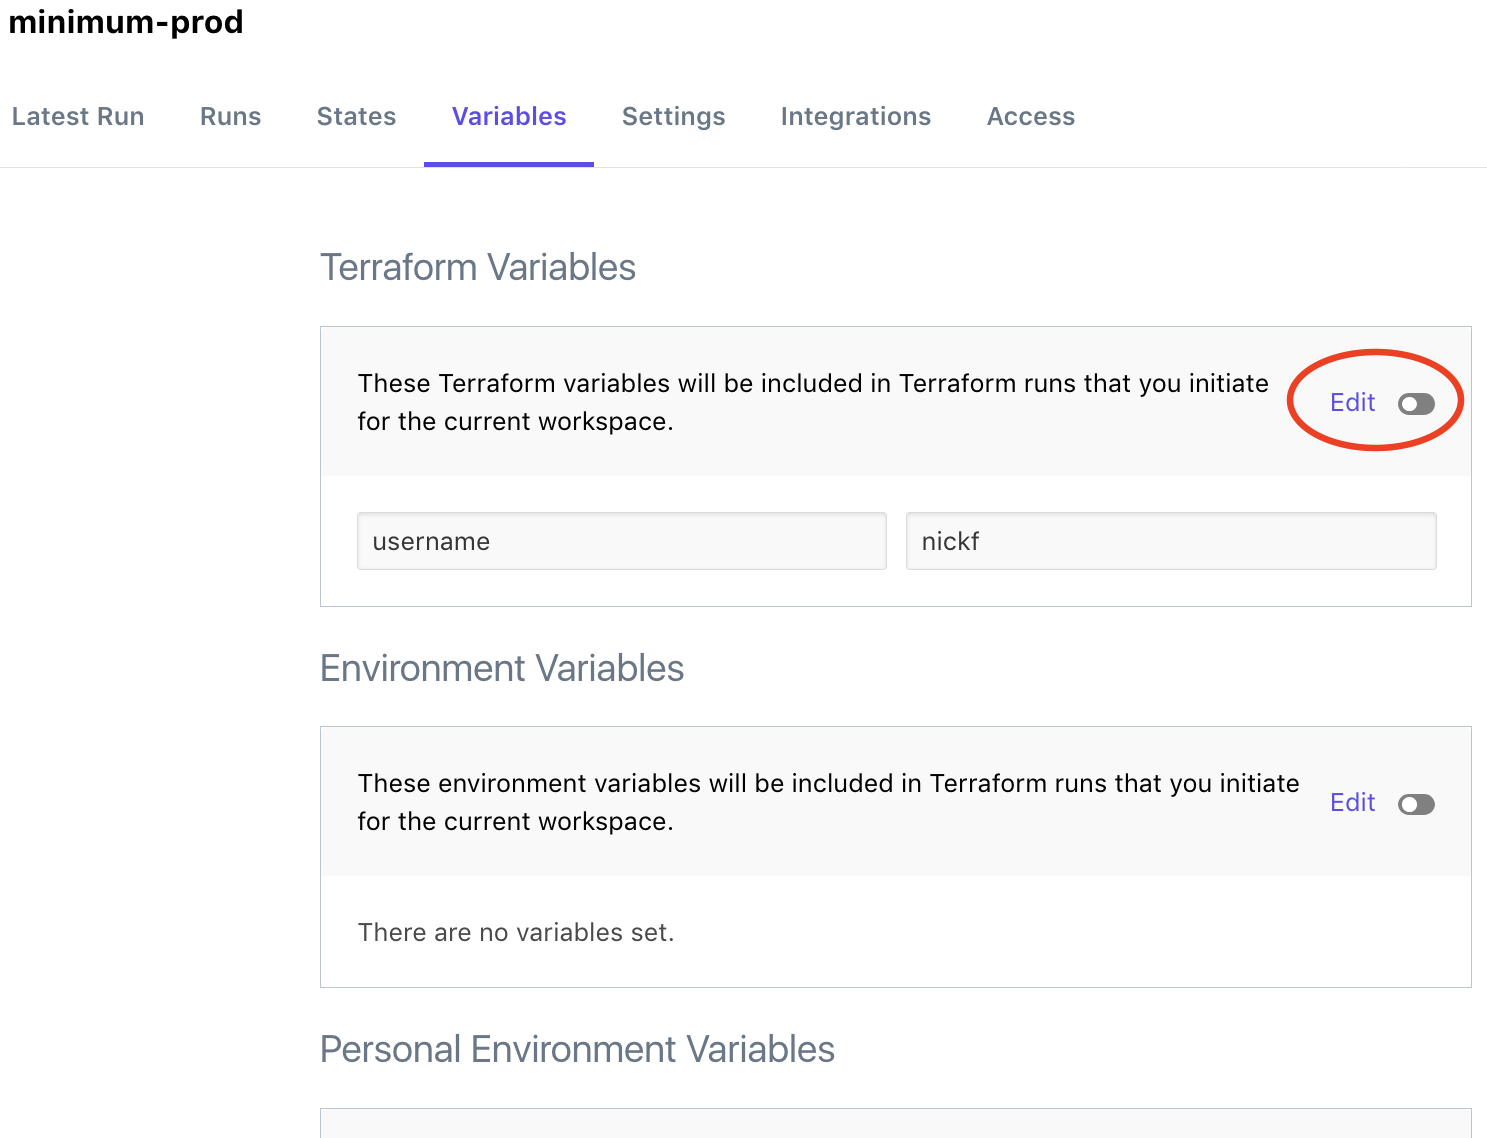 minimum-prod
Latest Run Runs States Variables Settings Integrations Access
Terraform Variables
These Terraform variables will be included in Terraform runs that you initiate
for the current workspace.
Edit
username nickf
Environment Variables
These environment variables will be included in Terraform runs that you initiate
for the current workspace.
Edit
There are no variables set.
Personal Environment Variables